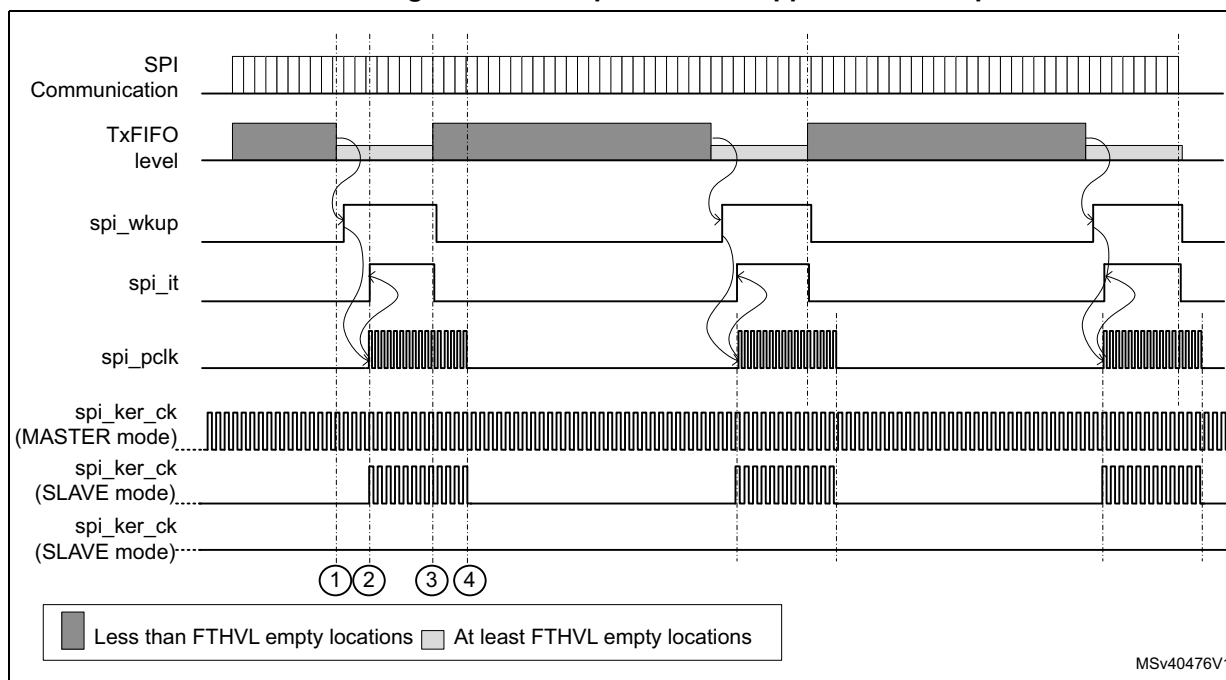 SPI
Communication
TxFIFO
level
spi_wkup
spi_it
spi_pclk
spi_ker_ck
(MASTER mode)
spi_ker_ck
(SLAVE mode)
spi_ker_ck
(SLAVE mode)
1 2 3 4
Less than FTHVL empty locations At least FTHVL empty locations
MSv40476V1